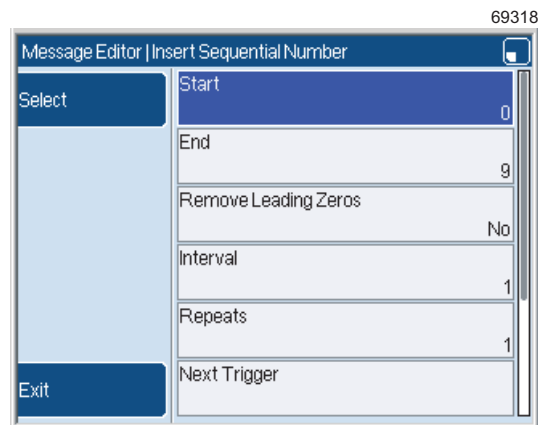 69318
Message Editor | Insert Sequential Number
Select
Start
0
End
9
Remove Leading Zeros
No
Interval
1
Repeats
1
Next Trigger
Exit